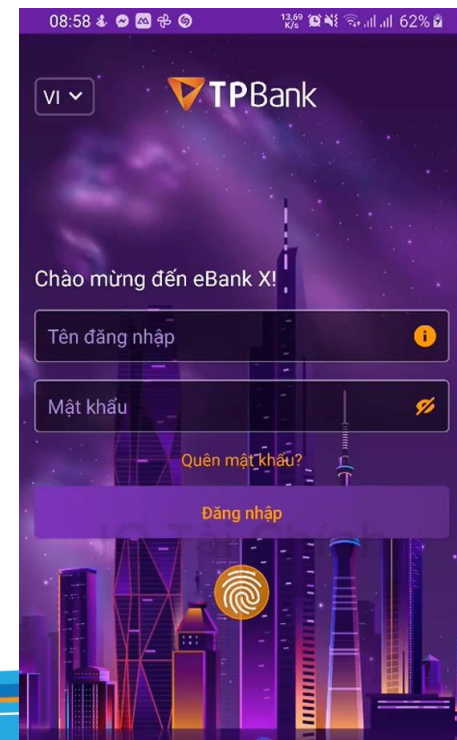 08:58
13,69
K/s
62%
VI
TPBank
Chào mừng đến eBank X!
Tên đăng nhập
Mật khẩu
Quên mật khẩu?
Đăng nhập